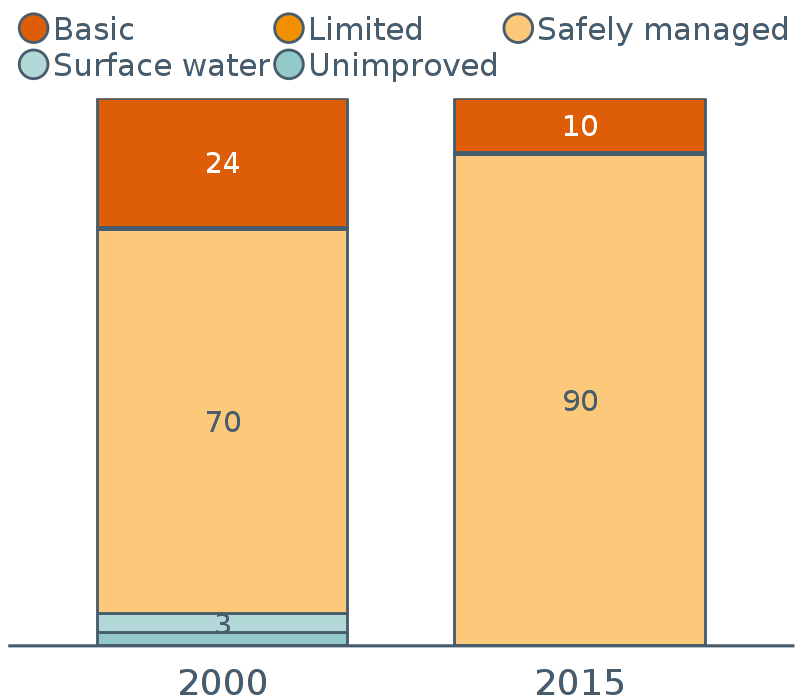 Basic Limited Safely managed
Surface water Unimproved
24 10
70 90
3
2000 2015